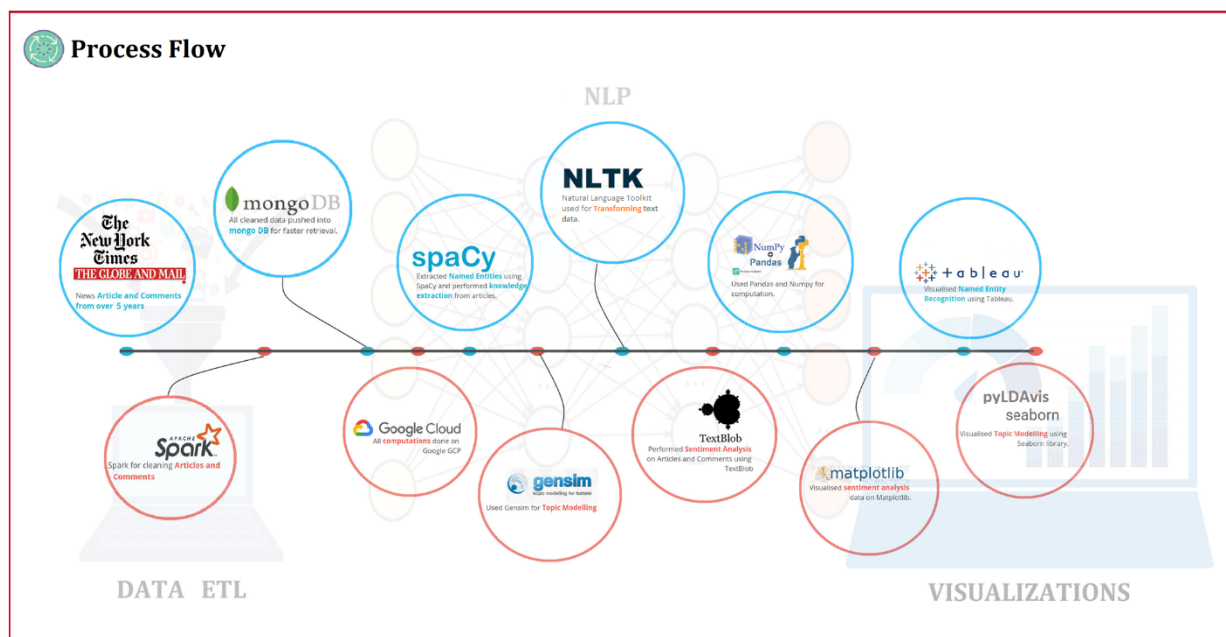 Process Flow
NLP
The
New York
Times
THE GLOBE AND MAIL
News Article and Comments
from over 5 years
mongoDB
All cleaned data pushed into
mongo DB for faster retrieval.
spaCy
Extracted Named Entities using
SpaCy and performed knowledge
extraction from articles.
NLTK
Natural Language Toolkit
used for Transforming text
data.
NumPy
+
Pandas
Used Pandas and Numpy for
computation.
+ a b l e a u
Visualised Named Entity
Recognition using Tableau.
APACHE
Spark
Spark for cleaning Articles and
Comments
Google Cloud
All computations done on
Google GCP
gensim
topic modelling for humans
Used Gensim for Topic Modelling
TextBlob
Performed Sentiment Analysis
on Articles and Comments using
TextBlob
matplotlib
Visualised sentiment analysis
data on Matplotlib.
pyLDAvis
seaborn
Visualised Topic Modelling using
Seaborn library.
DATA ETL
VISUALIZATIONS